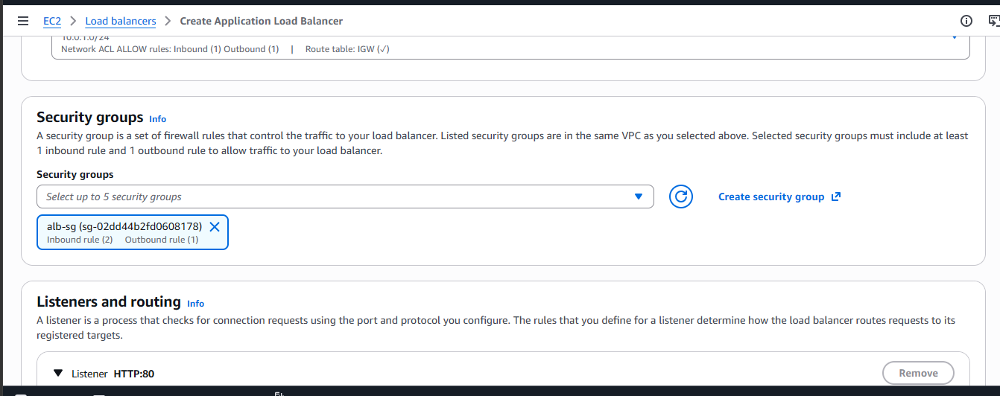 EC2 > Load balancers > Create Application Load Balancer
10.0.1.0/24
Network ACL ALLOW rules: Inbound (1) Outbound (1) | Route table: IGW (✓)
Security groups Info
A security group is a set of firewall rules that control the traffic to your load balancer. Listed security groups are in the same VPC as you selected above. Selected security groups must include at least
1 inbound rule and 1 outbound rule to allow traffic to your load balancer.
Security groups
Select up to 5 security groups
Create security group
alb-sg (sg-02dd44b2fd0608178)
Inbound rule (2) Outbound rule (1)
Listeners and routing Info
A listener is a process that checks for connection requests using the port and protocol you configure. The rules that you define for a listener determine how the load balancer routes requests to its
registered targets.
Listener HTTP:80
Remove